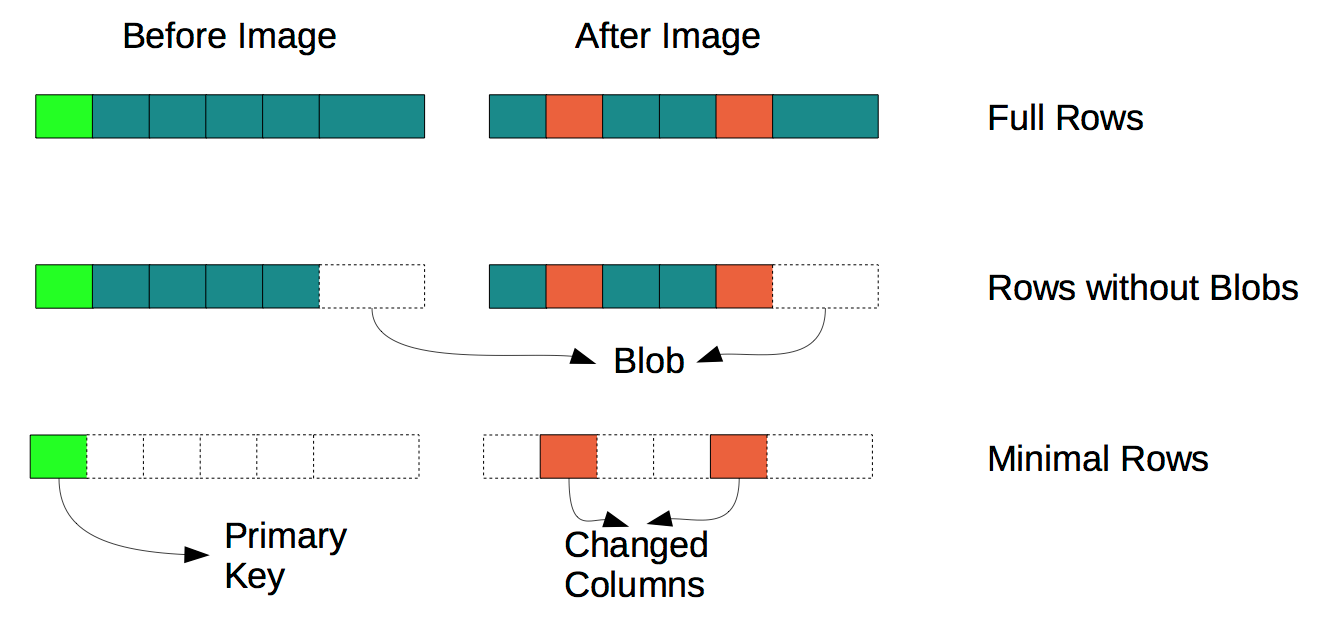 Before Image
After Image
Full Rows
Rows without Blobs
Blob
Minimal Rows
Primary
Key
Changed
Columns